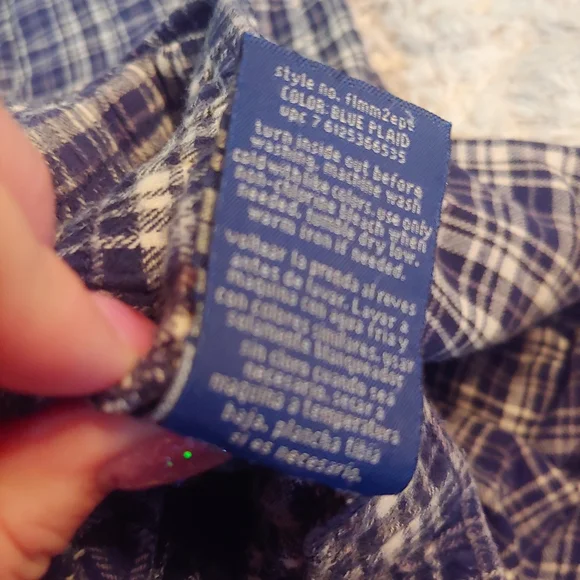 style no. flmm2ept
COLOR: BLUE PLAID
upc 7 6125366535
turn inside out before
washing, machine wash
cold with like colors, use only
non-chlorine bleach when
needed, tumble dry low,
warm iron if needed.
voltear la prenda al reves
antes de lavar. Lavar a
maquina con agua fria y
con colores similares, usar
solamente blanqueador
sin cloro cuando sea
necesario, secar a
maquina a temperatura
baja, plancha tibia
si es necesario.